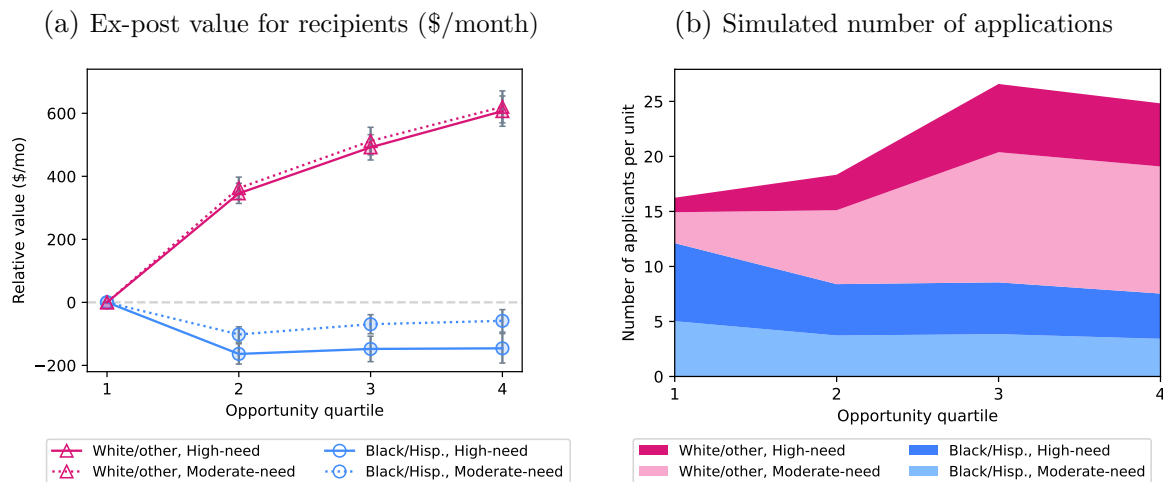 (a) Ex-post value for recipients ($/month)
Relative value ($/mo)
600
400
200
0
−200
1 2 3 4
Opportunity quartile
White/other, High-need
White/other, Moderate-need
Black/Hisp., High-need
Black/Hisp., Moderate-need
(b) Simulated number of applications
Number of applicants per unit
25
20
15
10
5
0
1 2 3 4
Opportunity quartile
White/other, High-need
White/other, Moderate-need
Black/Hisp., High-need
Black/Hisp., Moderate-need